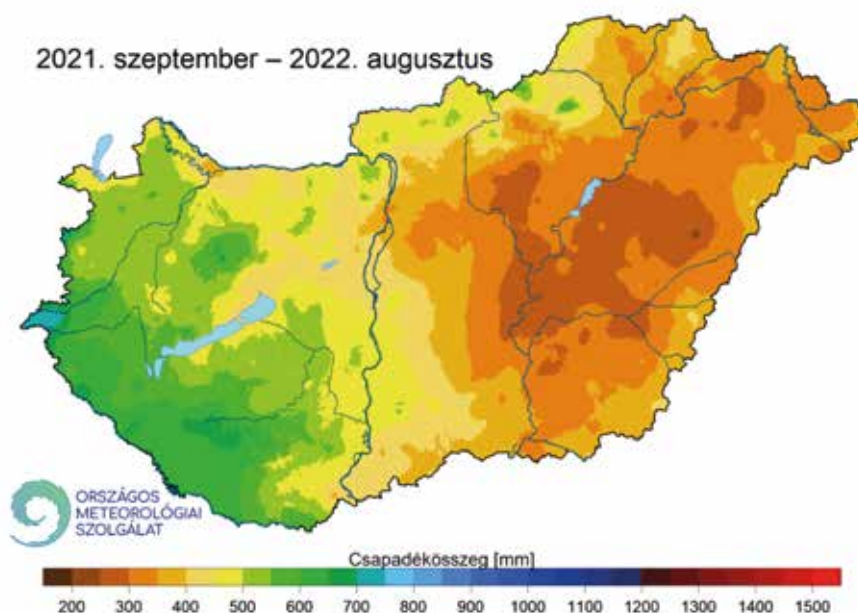 2021. szeptember – 2022. augusztus
ORSZÁGOS
METEOROLÓGIAI
SZOLGÁLAT
Csapadékösszeg [mm]
200 300 400 500 600 700 800 900 1000 1100 1200 1300 1400 1500